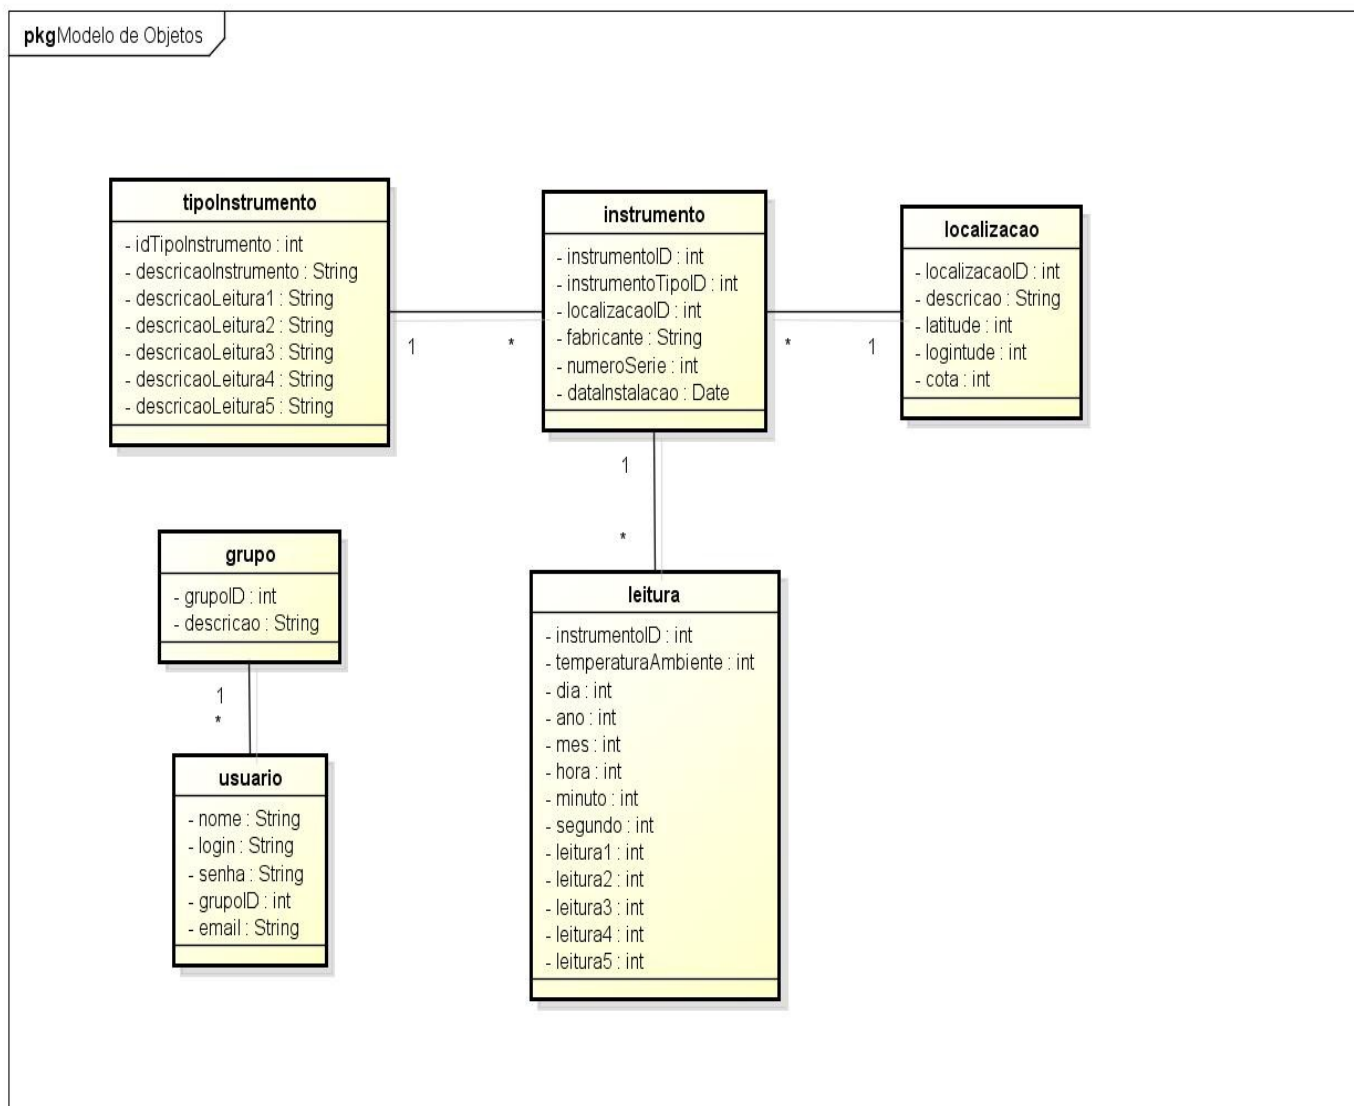 pkgModelo de Objetos
tipoInstrumento
- idTipoInstrumento : int
- descricaoInstrumento : String
- descricaoLeitura1 : String
- descricaoLeitura2 : String
- descricaoLeitura3 : String
- descricaoLeitura4 : String
- descricaoLeitura5 : String
1
*
instrumento
- instrumentoID : int
- instrumentoTipoID : int
- localizacaoID : int
- fabricante : String
- numeroSerie : int
- dataInstalacao : Date
*
1
localizacao
- localizacaoID : int
- descricao : String
- latitude : int
- logintude : int
- cota : int
1
*
grupo
- grupoID : int
- descricao : String
1
*
usuario
- nome : String
- login : String
- senha : String
- grupoID : int
- email : String
leitura
- instrumentoID : int
- temperaturaAmbiente : int
- dia : int
- ano : int
- mes : int
- hora : int
- minuto : int
- segundo : int
- leitura1 : int
- leitura2 : int
- leitura3 : int
- leitura4 : int
- leitura5 : int